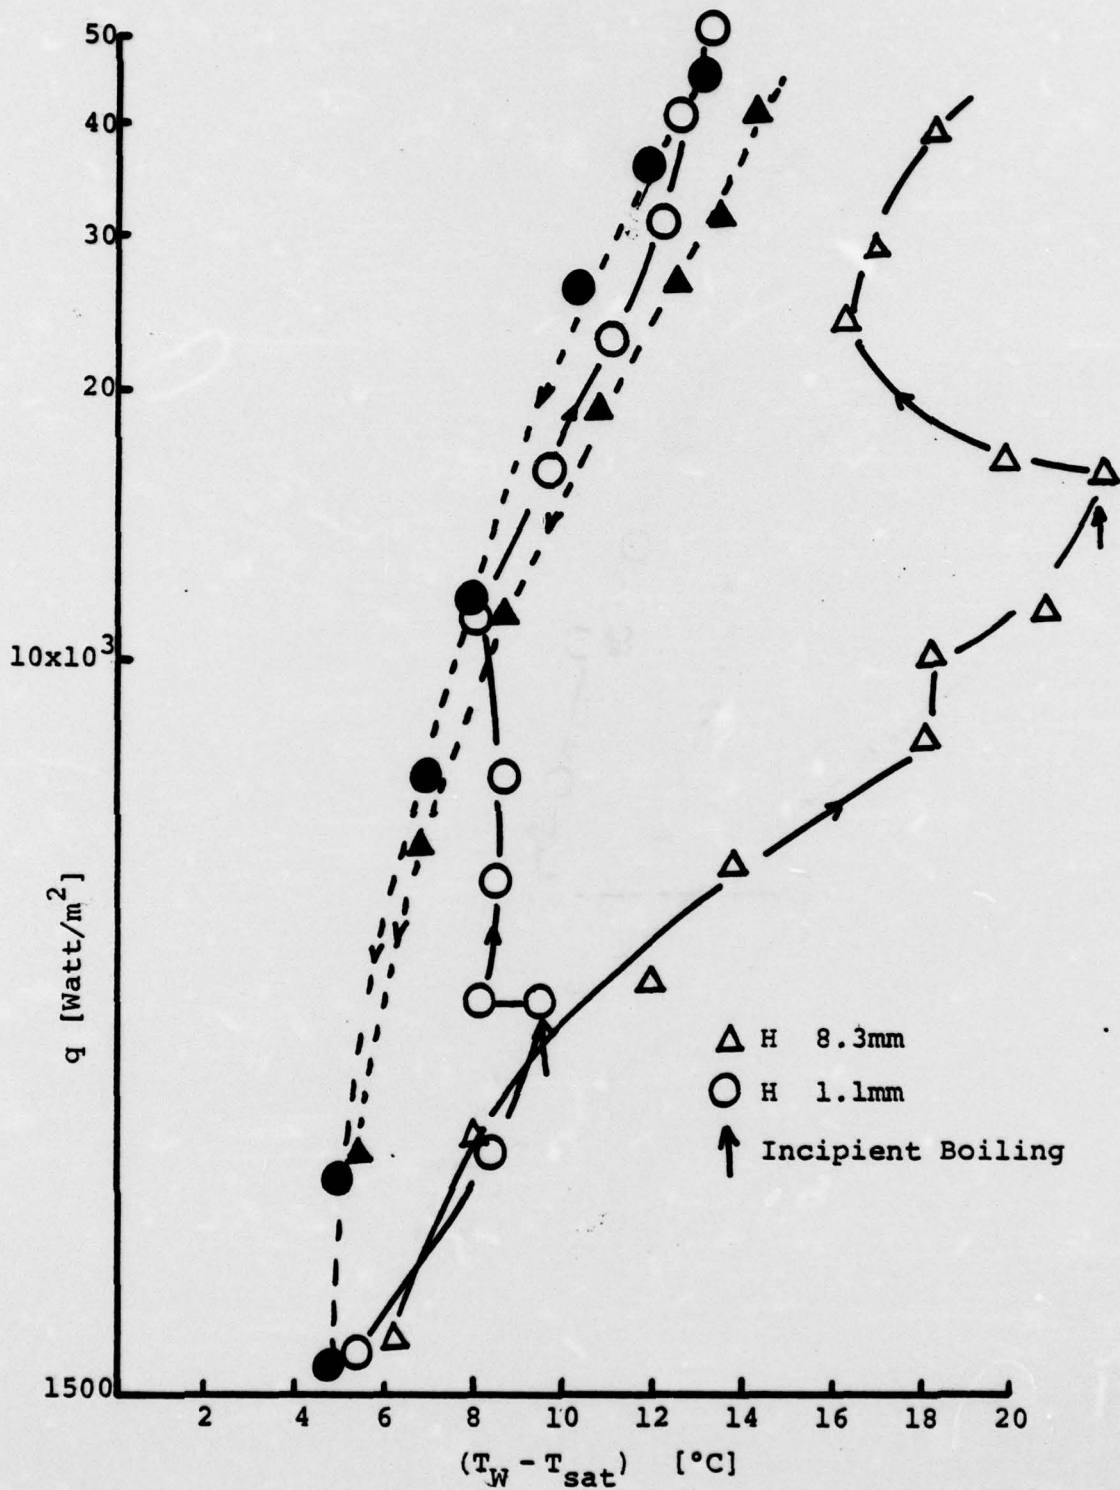 50
40
30
20
10x10³
1500
q [Watt/m²]
△ H 8.3mm
○ H 1.1mm
↑ Incipient Boiling
2 4 6 8 10 12 14 16 18 20
(T_W - T_sat) [°C]